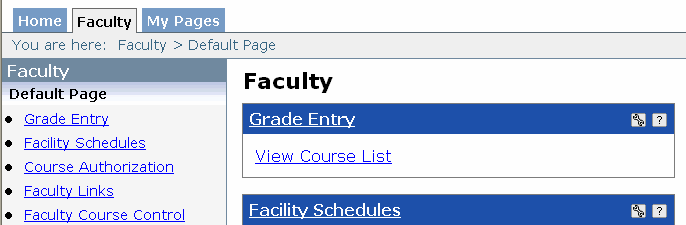 Home Faculty My Pages
You are here: Faculty > Default Page
Faculty
Default Page
Grade Entry
Facility Schedules
Course Authorization
Faculty Links
Faculty Course Control
Faculty
Grade Entry ?
View Course List
Facility Schedules ?